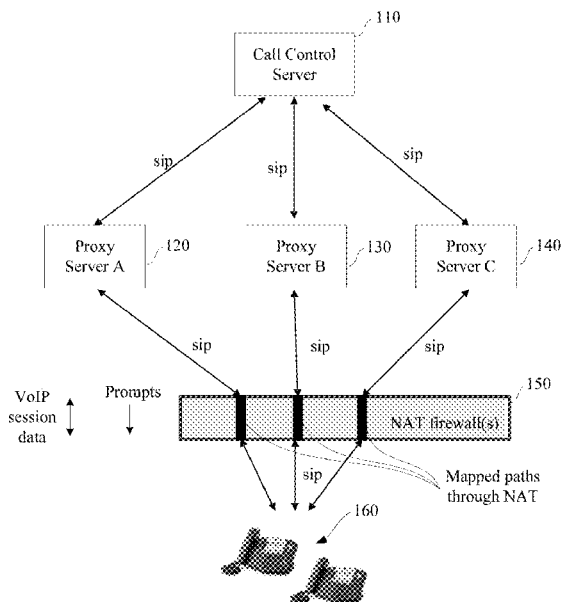 110
Call Control
Server
sip
sip
sip
Proxy
Server A
120
Proxy
Server B
130
Proxy
Server C
140
sip
sip
sip
VoIP
session
data
Prompts
150
NAT firewall(s)
sip
Mapped paths
through NAT
160